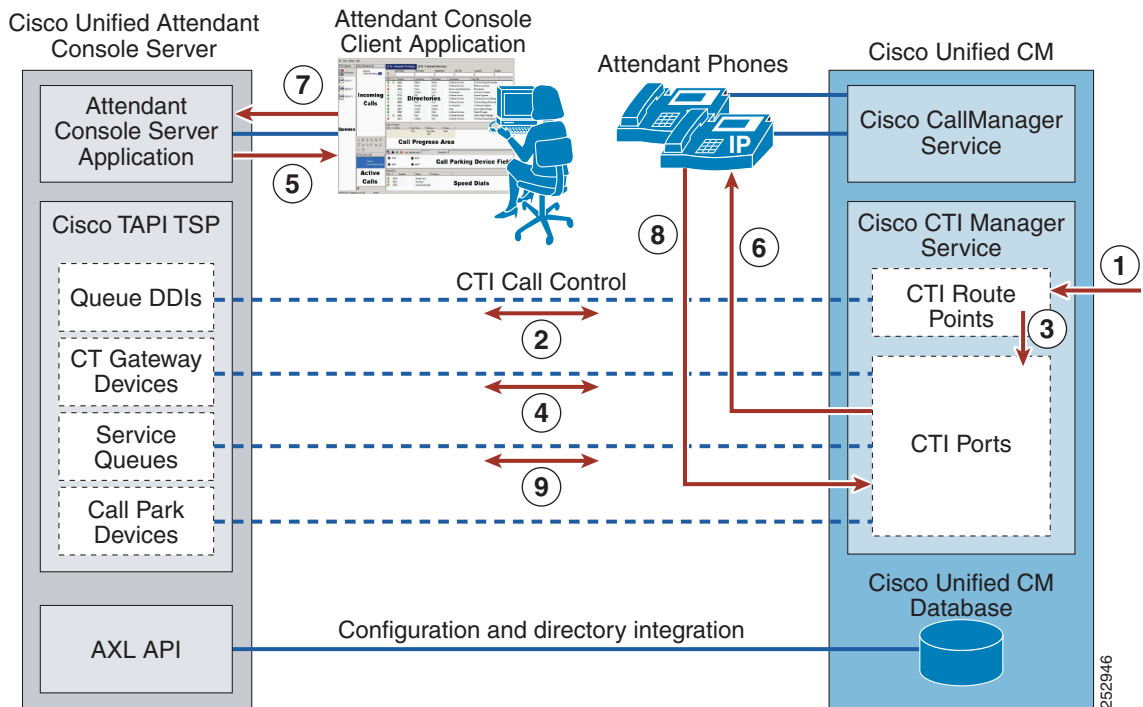 Cisco Unified Attendant
Console Server
Attendant Console
Client Application
Attendant Phones
Cisco Unified CM
Attendant
Console Server
Application
7
5
Incoming
Calls
Directories
Queues
Call Progress Area
Call Parking Device Field
Active
Calls
Speed Dials
IP
Cisco CallManager
Service
Cisco TAPI TSP
Queue DDIs
CT Gateway
Devices
Service
Queues
Call Park
Devices
CTI Call Control
2
4
9
8
6
Cisco CTI Manager
Service
CTI Route
Points
1
3
CTI Ports
AXL API
Configuration and directory integration
Cisco Unified CM
Database
252946